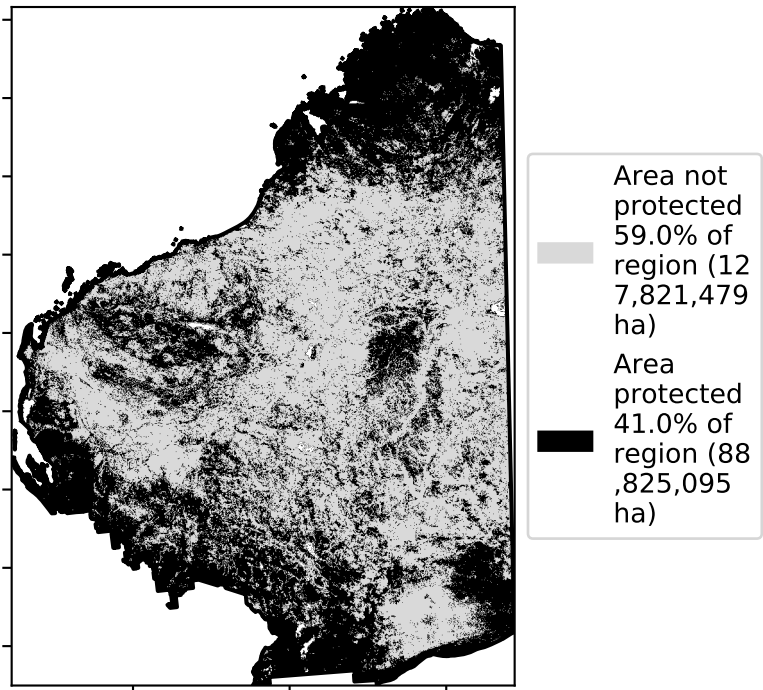 Area not
protected
59.0% of
region (12
7,821,479
ha)
Area
protected
41.0% of
region (88
,825,095
ha)